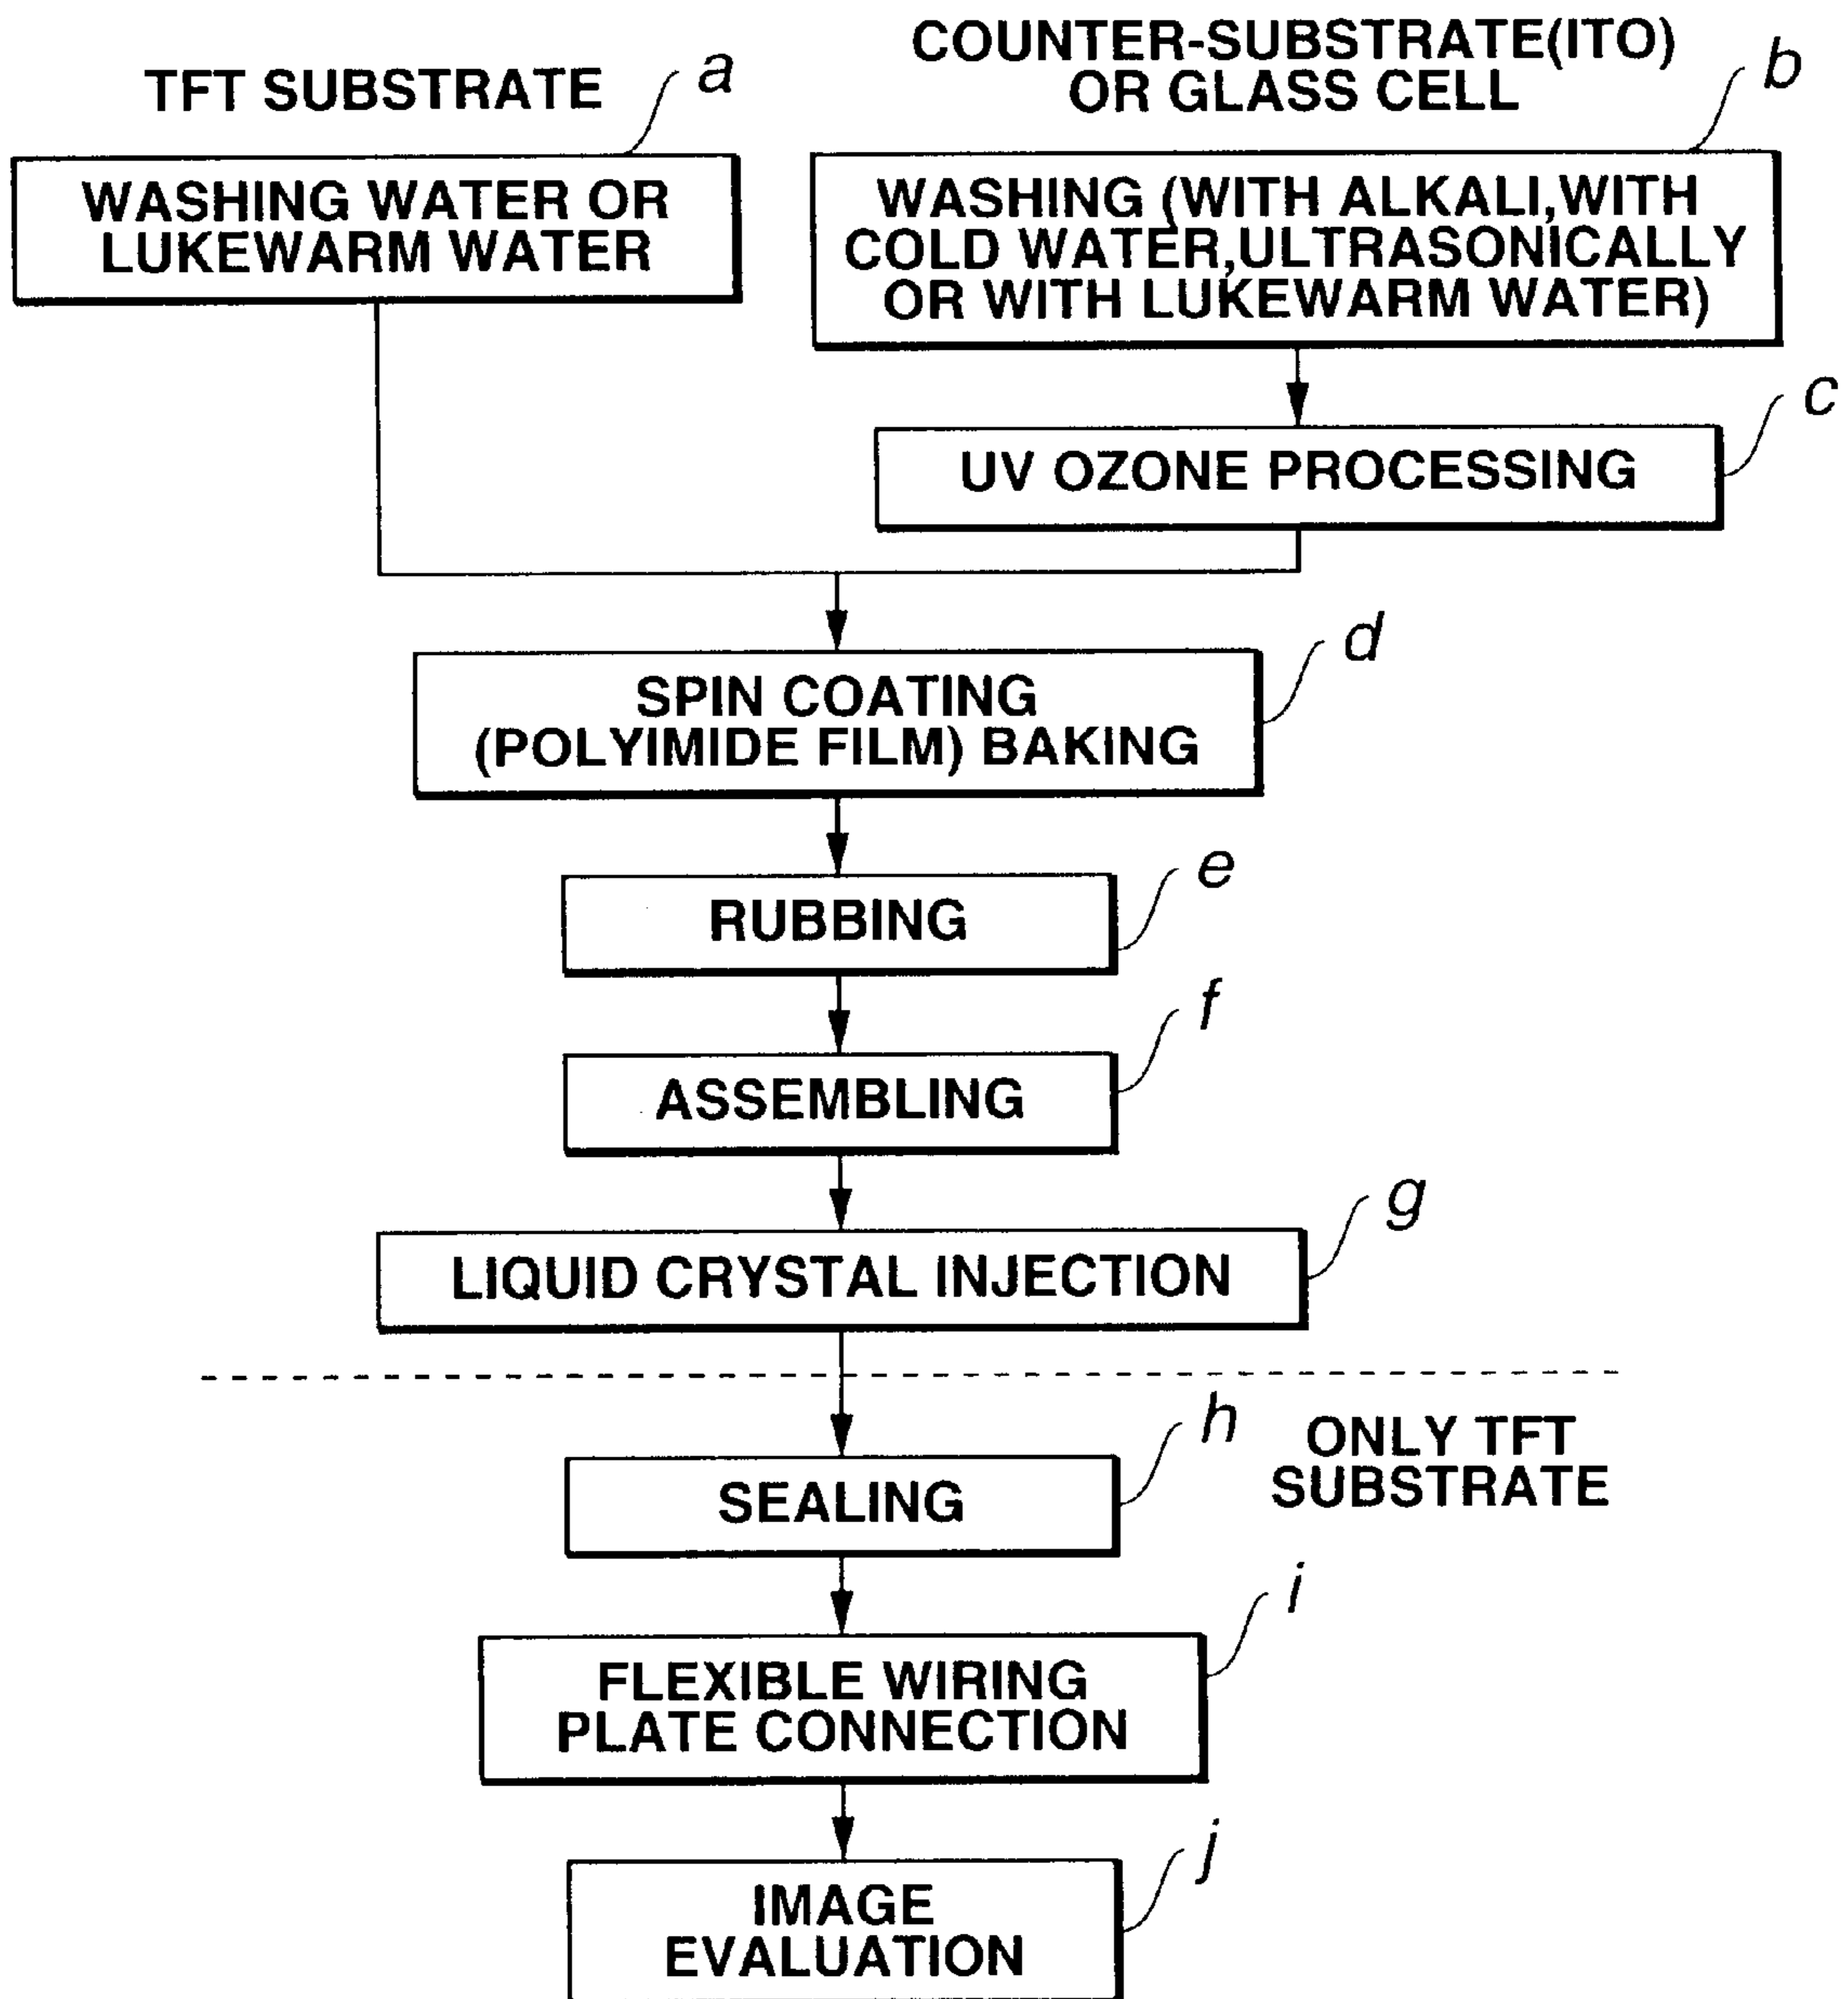 TFT SUBSTRATE
a
COUNTER-SUBSTRATE(ITO)
OR GLASS CELL
b
WASHING WATER OR
LUKEWARM WATER
WASHING (WITH ALKALI,WITH
COLD WATER,ULTRASONICALLY
OR WITH LUKEWARM WATER)
c
UV OZONE PROCESSING
d
SPIN COATING
(POLYIMIDE FILM) BAKING
e
RUBBING
f
ASSEMBLING
g
LIQUID CRYSTAL INJECTION
h
ONLY TFT
SUBSTRATE
SEALING
i
FLEXIBLE WIRING
PLATE CONNECTION
j
IMAGE
EVALUATION